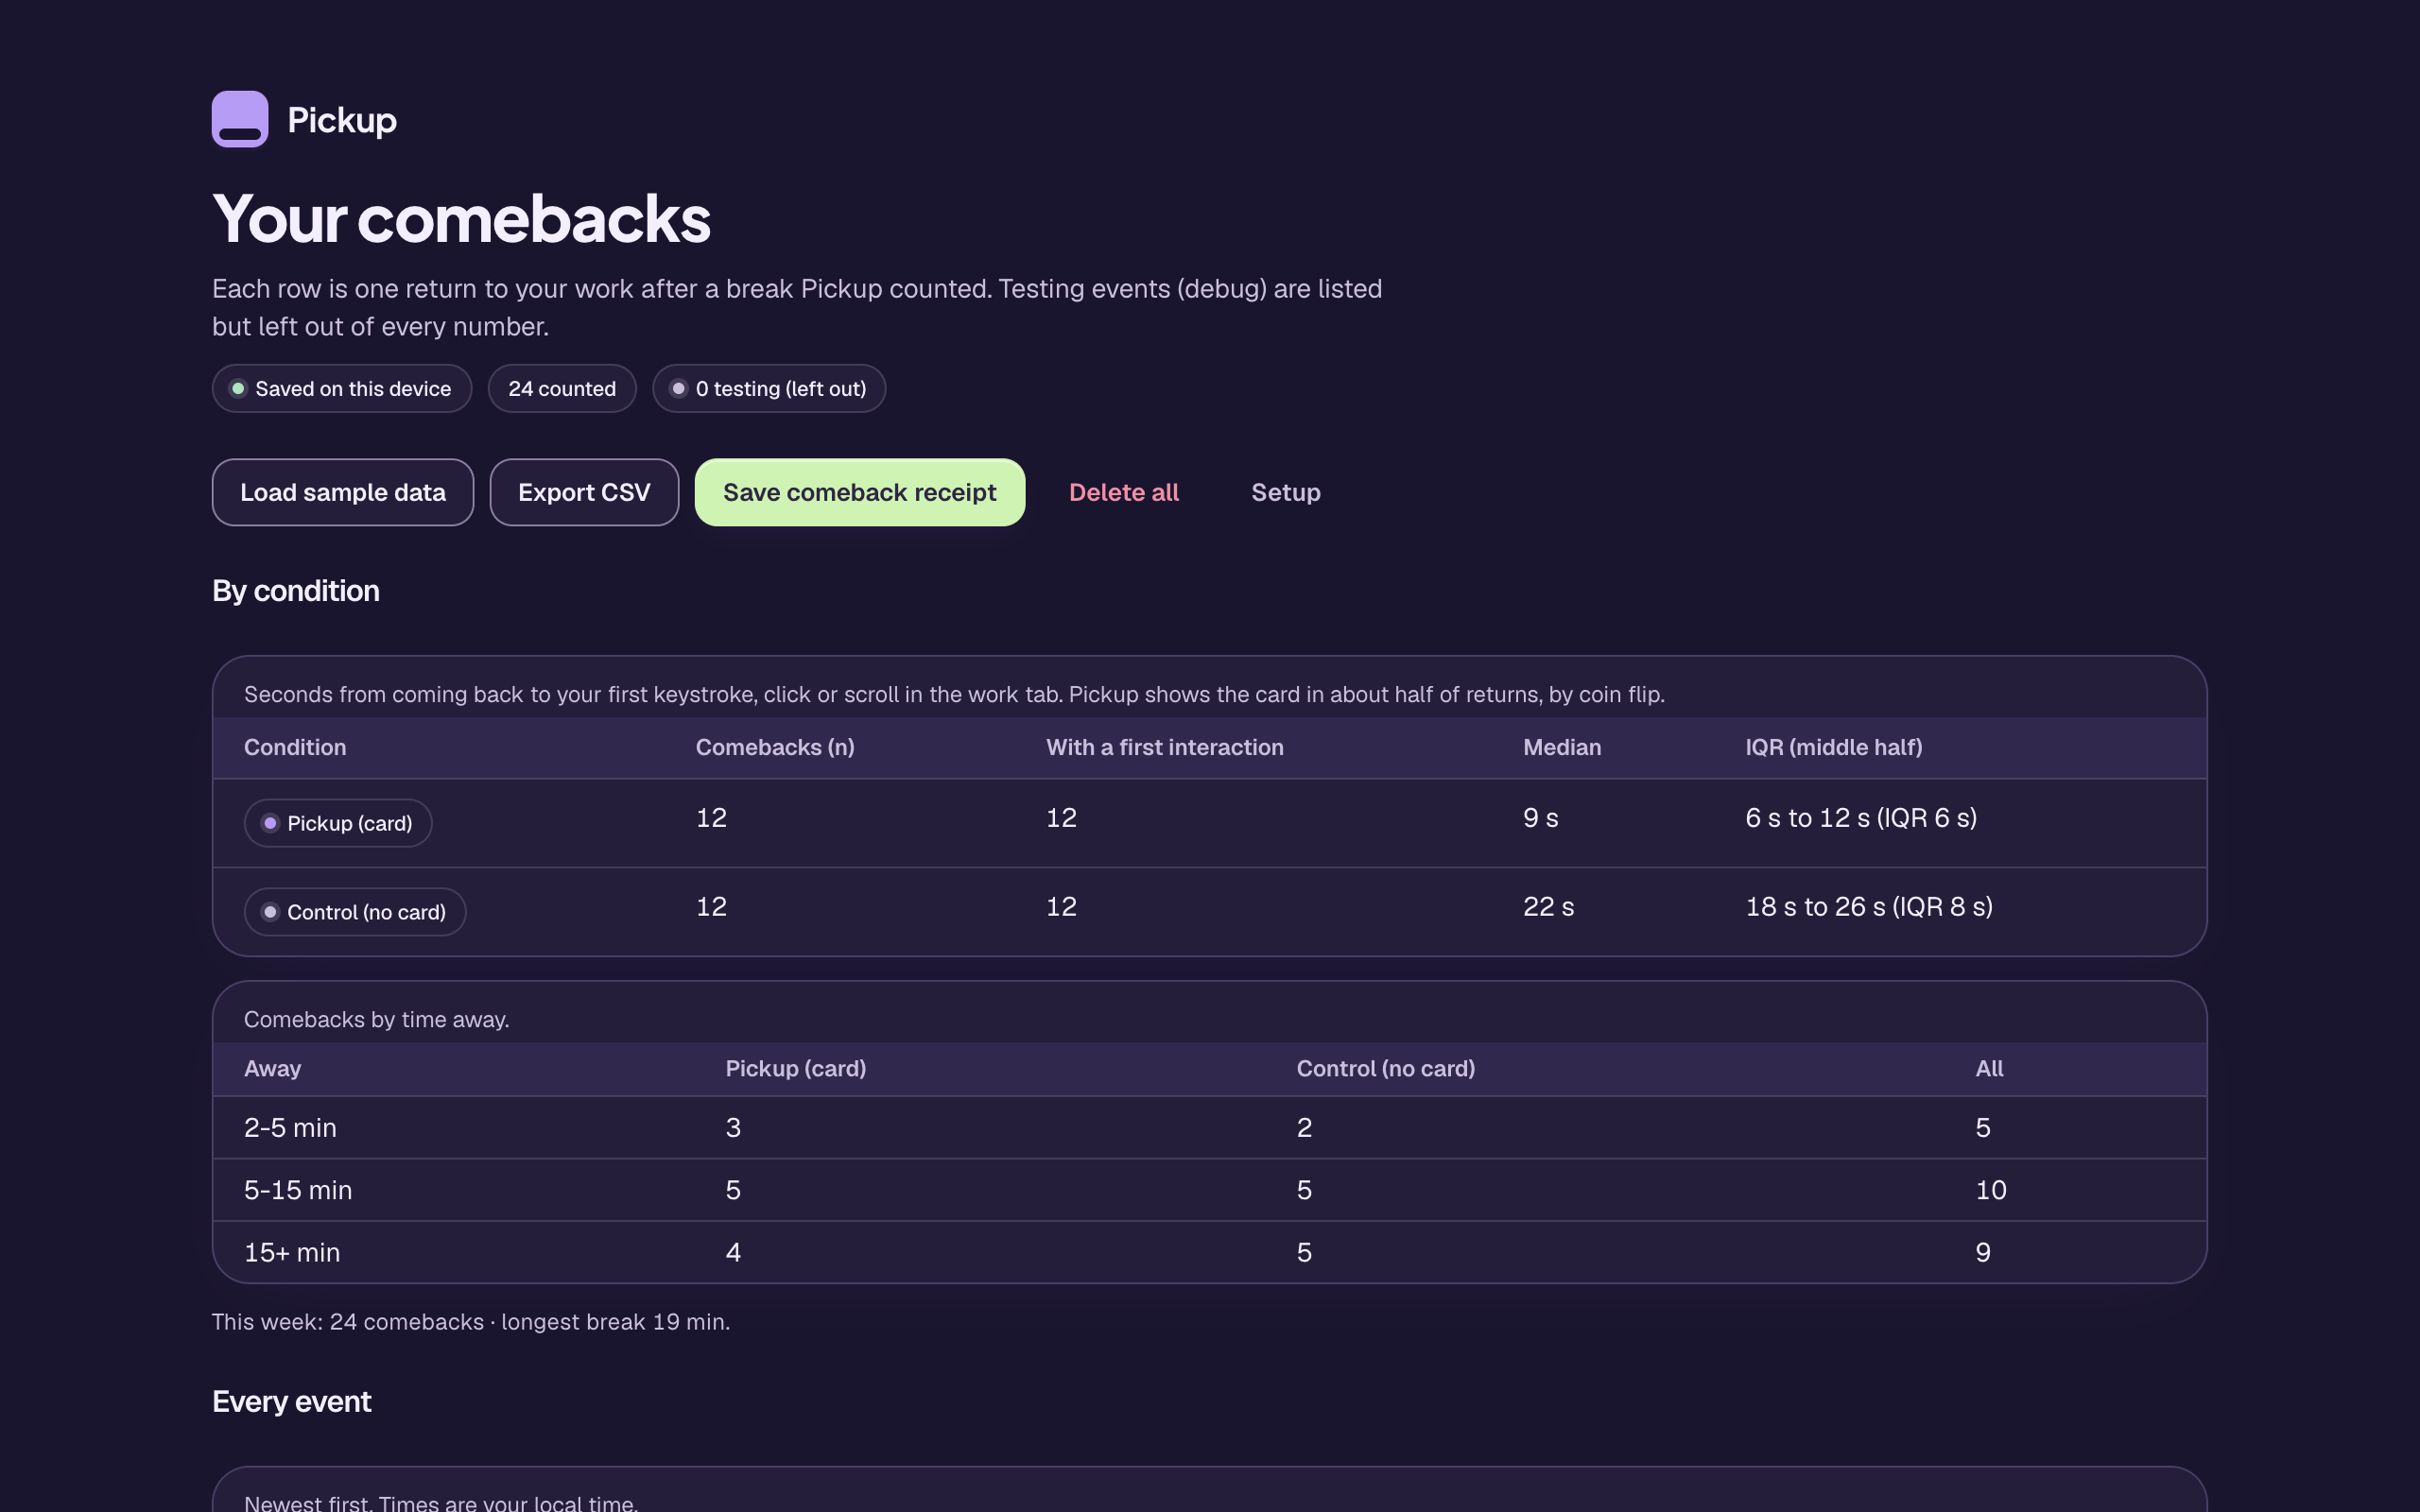 Pickup
Your comebacks
Each row is one return to your work after a break Pickup counted. Testing events (debug) are listed
but left out of every number.
Saved on this device
24 counted
0 testing (left out)
Load sample data
Export CSV
Save comeback receipt
Delete all
Setup
By condition
Seconds from coming back to your first keystroke, click or scroll in the work tab. Pickup shows the card in about half of returns, by coin flip.
Condition Comebacks (n) With a first interaction Median IQR (middle half)
Pickup (card) 12 12 9 s 6 s to 12 s (IQR 6 s)
Control (no card) 12 12 22 s 18 s to 26 s (IQR 8 s)
Comebacks by time away.
Away Pickup (card) Control (no card) All
2-5 min 3 2 5
5-15 min 5 5 10
15+ min 4 5 9
This week: 24 comebacks · longest break 19 min.
Every event
Newest first. Times are your local time.